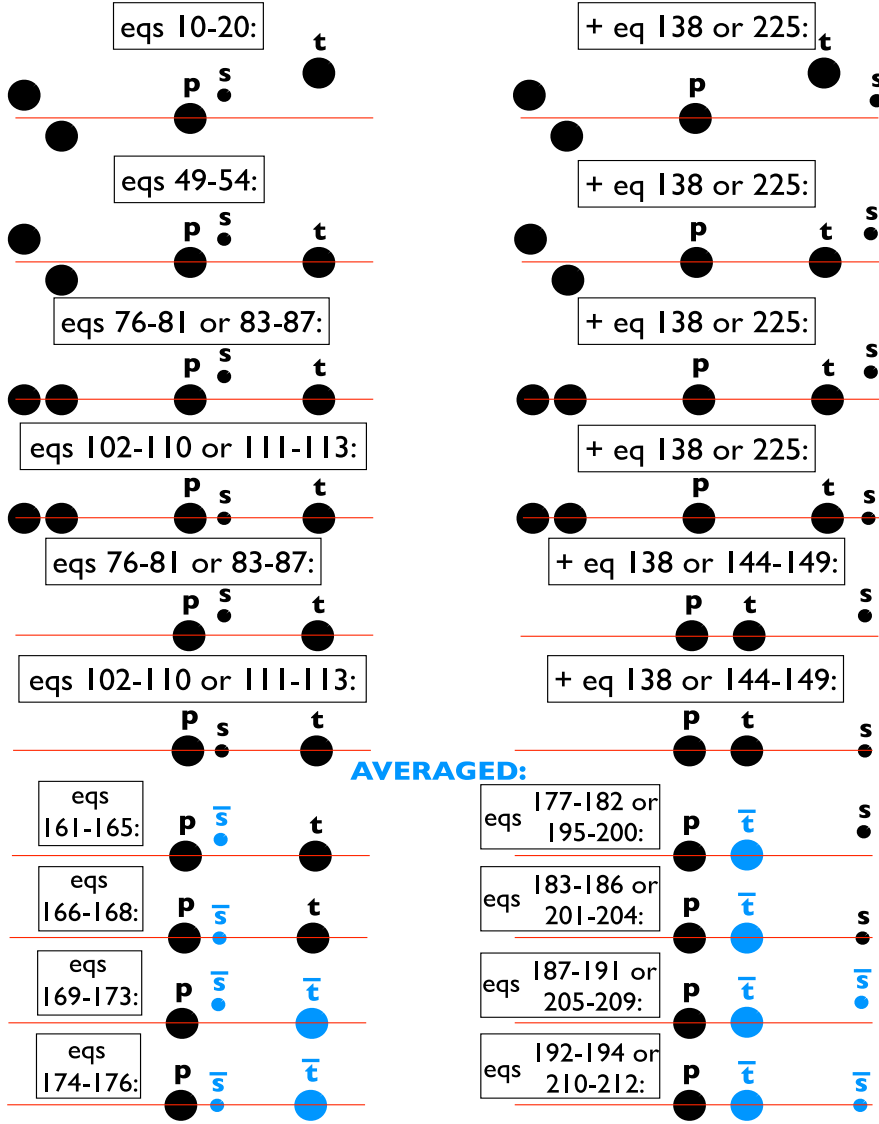 eqs 10-20:
p s t
+ eq 138 or 225:
p t s
eqs 49-54:
p s t
+ eq 138 or 225:
p t s
eqs 76-81 or 83-87:
p s t
+ eq 138 or 225:
p t s
eqs 102-110 or 111-113:
p s t
+ eq 138 or 225:
p t s
eqs 76-81 or 83-87:
p s t
+ eq 138 or 144-149:
p t s
eqs 102-110 or 111-113:
p s t
+ eq 138 or 144-149:
p t s
AVERAGED:
eqs
161-165:
p s̅ t
eqs 177-182 or
195-200:
p t̅ s
eqs
166-168:
p s̅ t
eqs 183-186 or
201-204:
p t̅ s
eqs
169-173:
p s̅ t̅
eqs 187-191 or
205-209:
p t̅ s̅
eqs
174-176:
p s̅ t̅
eqs 192-194 or
210-212:
p t̅ s̅